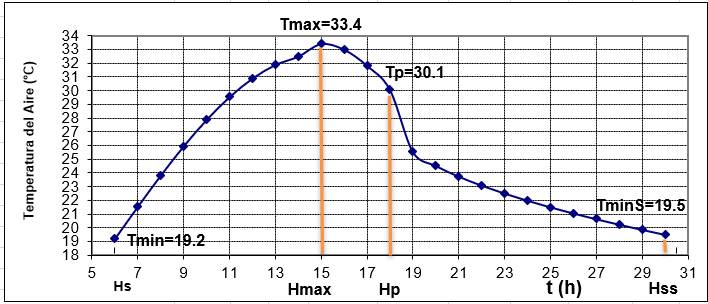 Tmax=33.4
Tp=30.1
Tmin=19.2
TminS=19.5
Temperatura del Aire (°C)
34
33
32
31
30
29
28
27
26
25
24
23
22
21
20
19
18
5 7 9 11 13 15 17 19 21 23 25 27 29 31
Hs Hmax Hp t (h) Hss